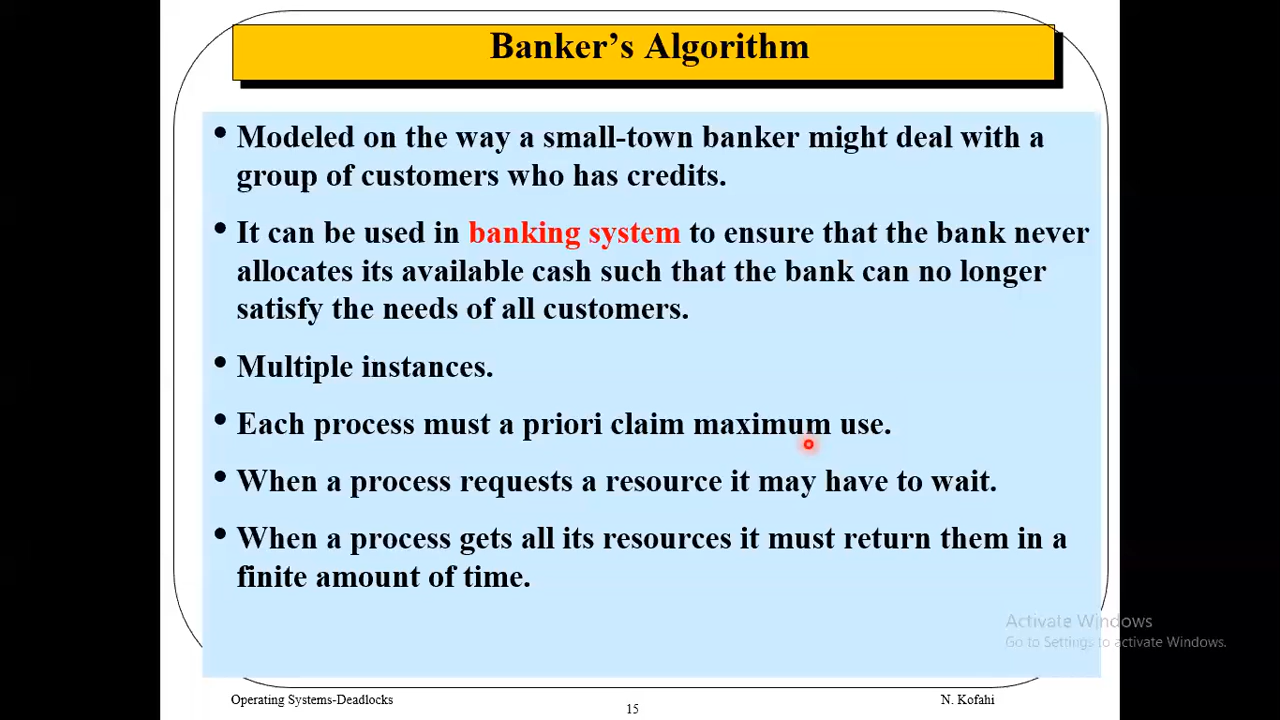 Banker’s Algorithm
• Modeled on the way a small-town banker might deal with a
group of customers who has credits.
• It can be used in banking system to ensure that the bank never
allocates its available cash such that the bank can no longer
satisfy the needs of all customers.
• Multiple instances.
• Each process must a priori claim maximum use.
• When a process requests a resource it may have to wait.
• When a process gets all its resources it must return them in a
finite amount of time.
Activate Windows
Go to Settings to activate Windows.
Operating Systems-Deadlocks
15
N. Kofahi